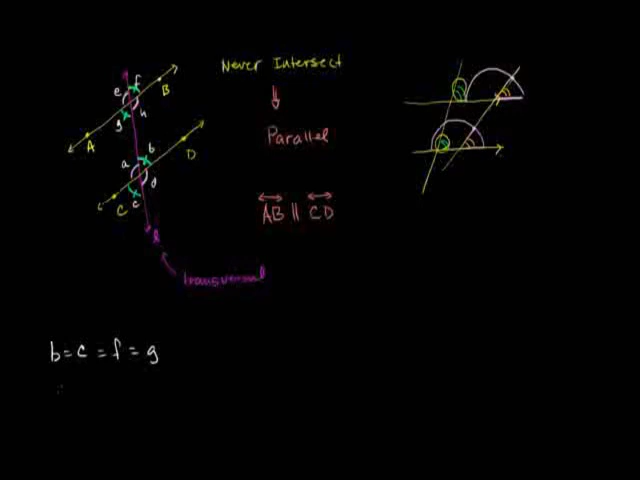 Never Intersect
e f B
g h
A
Parallel
a b D
c d
C
AB || CD
l
transversal
b = c = f = g